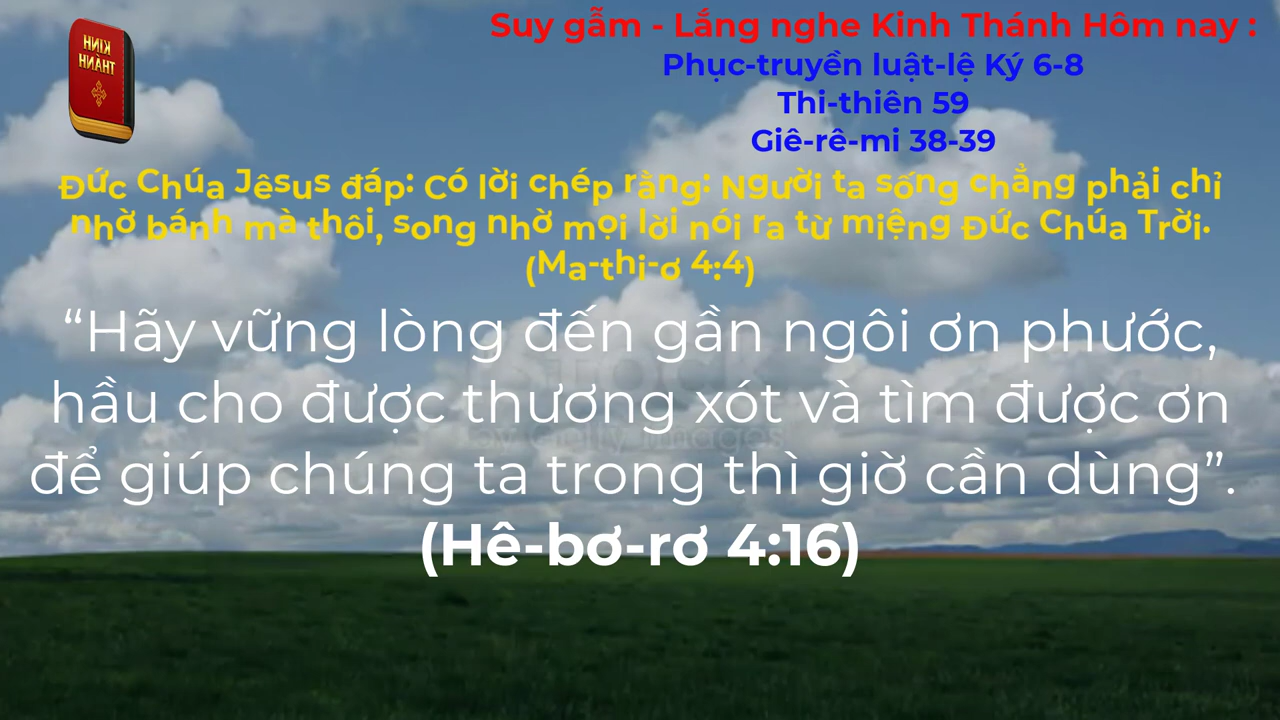 KINH
THÁNH
Suy gẫm - Lắng nghe Kinh Thánh Hôm nay :
Phục-truyền luật-lệ Ký 6-8
Thi-thiên 59
Giê-rê-mi 38-39
Đức Chúa Jêsus đáp: Có lời chép rằng: Người ta sống chẳng phải chỉ
nhờ bánh mà thôi, song nhờ mọi lời nói ra từ miệng Đức Chúa Trời.
(Ma-thi-ơ 4:4)
“Hãy vững lòng đến gần ngôi ơn phước,
hầu cho được thương xót và tìm được ơn
để giúp chúng ta trong thì giờ cần dùng”.
(Hê-bơ-rơ 4:16)
iStock
by Getty Images